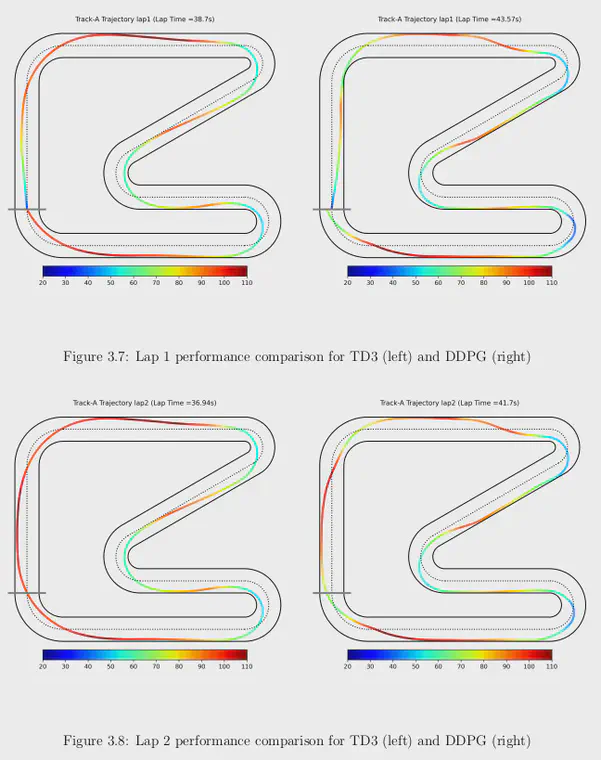 Track-A Trajectory lap1 (Lap Time =38.7s)
Track-A Trajectory lap1 (Lap Time =43.57s)
20 30 40 50 60 70 80 90 100 110
20 30 40 50 60 70 80 90 100 110
Figure 3.7: Lap 1 performance comparison for TD3 (left) and DDPG (right)
Track-A Trajectory lap2 (Lap Time =36.94s)
Track-A Trajectory lap2 (Lap Time =41.7s)
20 30 40 50 60 70 80 90 100 110
20 30 40 50 60 70 80 90 100 110
Figure 3.8: Lap 2 performance comparison for TD3 (left) and DDPG (right)